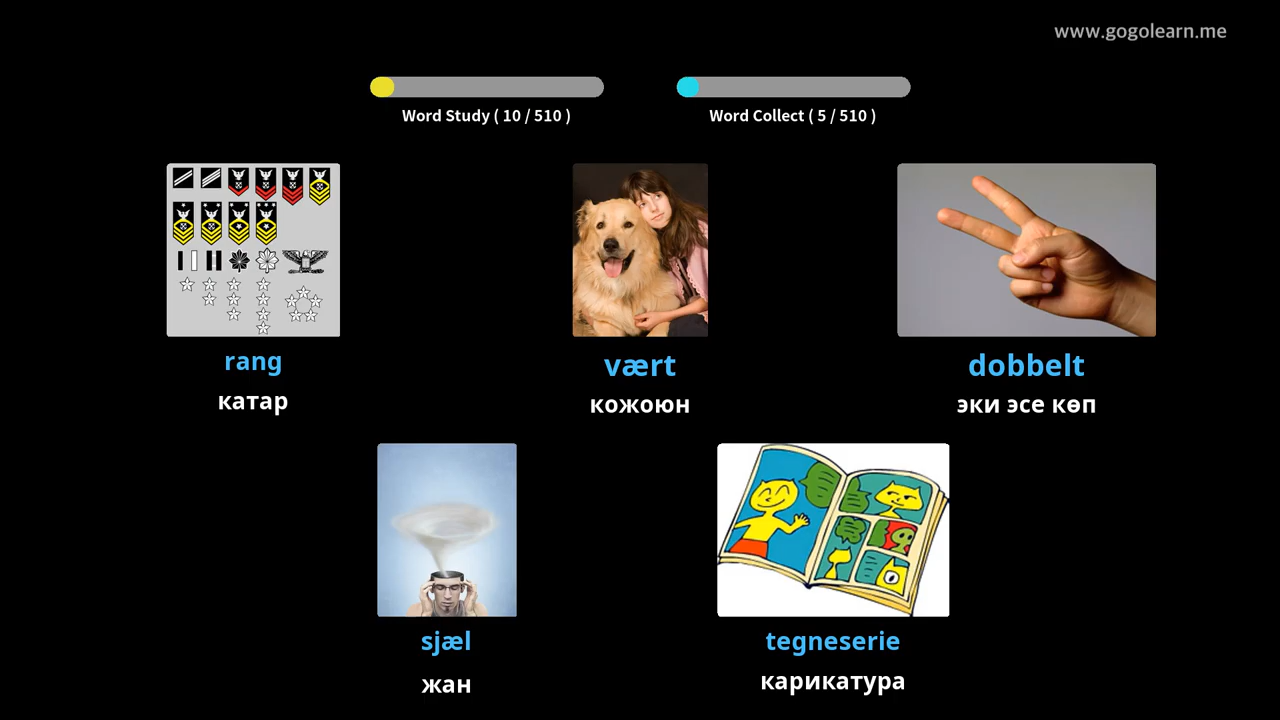 www.gogolearn.me
Word Study ( 10 / 510 )
Word Collect ( 5 / 510 )
rang
катар
vært
кожоюн
dobbelt
эки эсе көп
sjæl
жан
tegneserie
карикатура